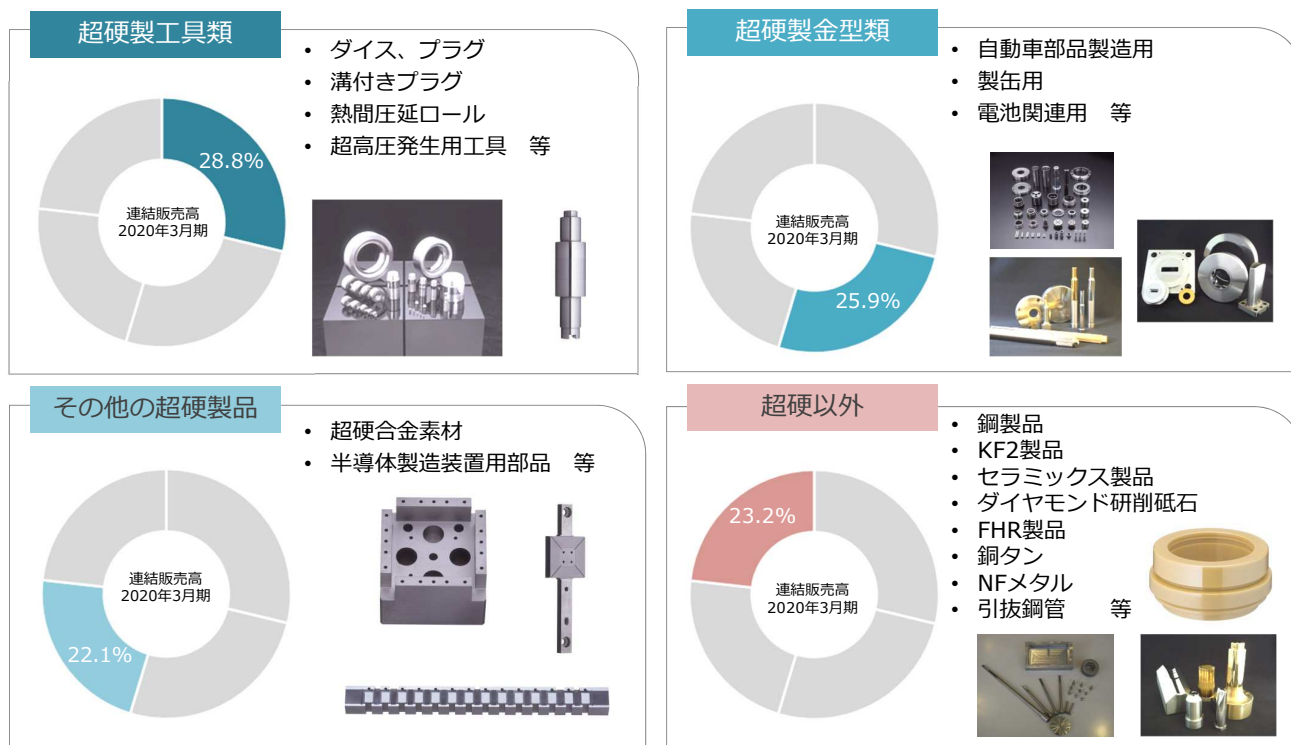 超硬製工具類
• ダイス、プラグ
• 溝付きプラグ
• 熱間圧延ロール
• 超高圧発生用工具　等
28.8%
連結販売高
2020年3月期
超硬製金型類
• 自動車部品製造用
• 製缶用
• 電池関連用　等
連結販売高
2020年3月期
25.9%
その他の超硬製品
• 超硬合金素材
• 半導体製造装置用部品　等
連結販売高
2020年3月期
22.1%
超硬以外
• 鋼製品
• KF2製品
• セラミックス製品
• ダイヤモンド研削砥石
• FHR製品
• 銅タン
• NFメタル
• 引抜鋼管　　等
23.2%
連結販売高
2020年3月期